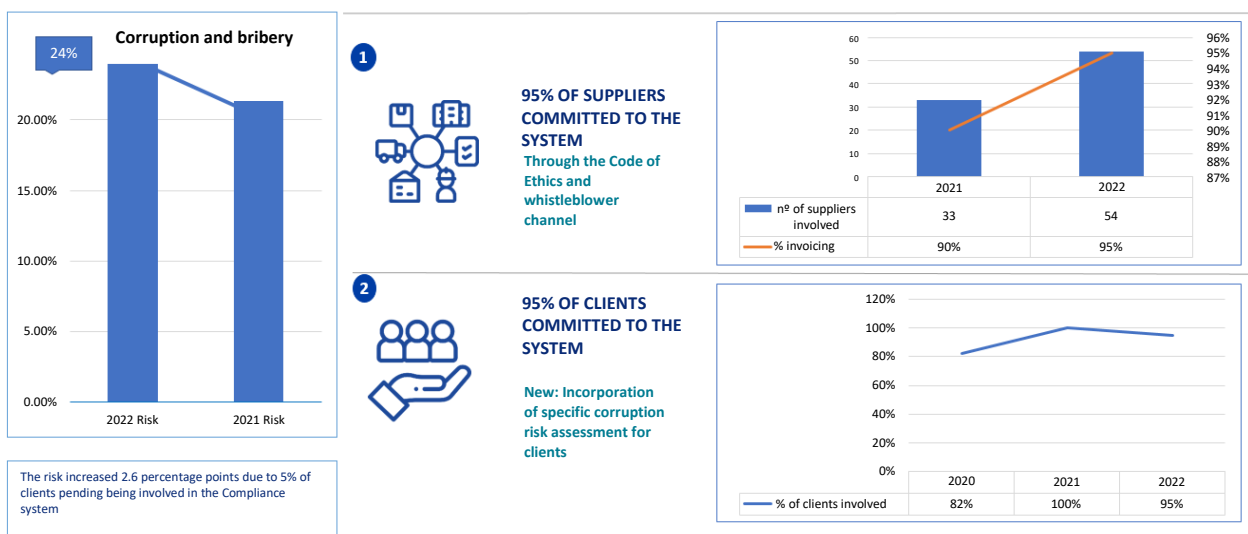 Corruption and bribery
24%
20.00%
15.00%
10.00%
5.00%
0.00%
2022 Risk
2021 Risk
The risk increased 2.6 percentage points due to 5% of
clients pending being involved in the Compliance
system
1
95% OF SUPPLIERS
COMMITTED TO THE
SYSTEM
Through the Code of
Ethics and
whistleblower
channel
60
50
40
30
20
10
0
96%
95%
94%
93%
92%
91%
90%
89%
88%
87%
2021 2022
nº of suppliers
involved
33 54
% invoicing 90% 95%
2
95% OF CLIENTS
COMMITTED TO THE
SYSTEM
New: Incorporation
of specific corruption
risk assessment for
clients
120%
100%
80%
60%
40%
20%
0%
2020 2021 2022
% of clients involved 82% 100% 95%